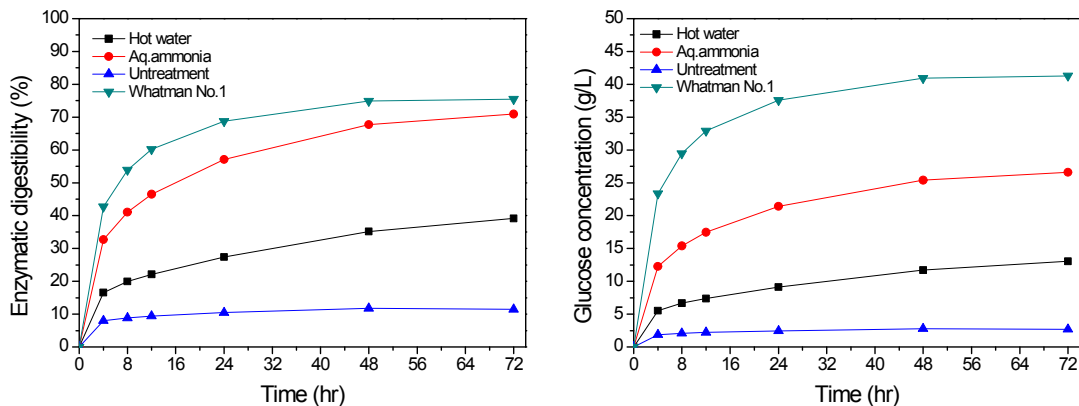 Enzymatic digestibility (%)
100
90
80
70
60
50
40
30
20
10
0
Hot water
Aq.ammonia
Untreatment
Whatman No.1
0 8 16 24 32 40 48 56 64 72
Time (hr)
Glucose concentration (g/L)
50
45
40
35
30
25
20
15
10
5
0
Hot water
Aq.ammonia
Untreatment
Whatman No.1
0 8 16 24 32 40 48 56 64 72
Time (hr)